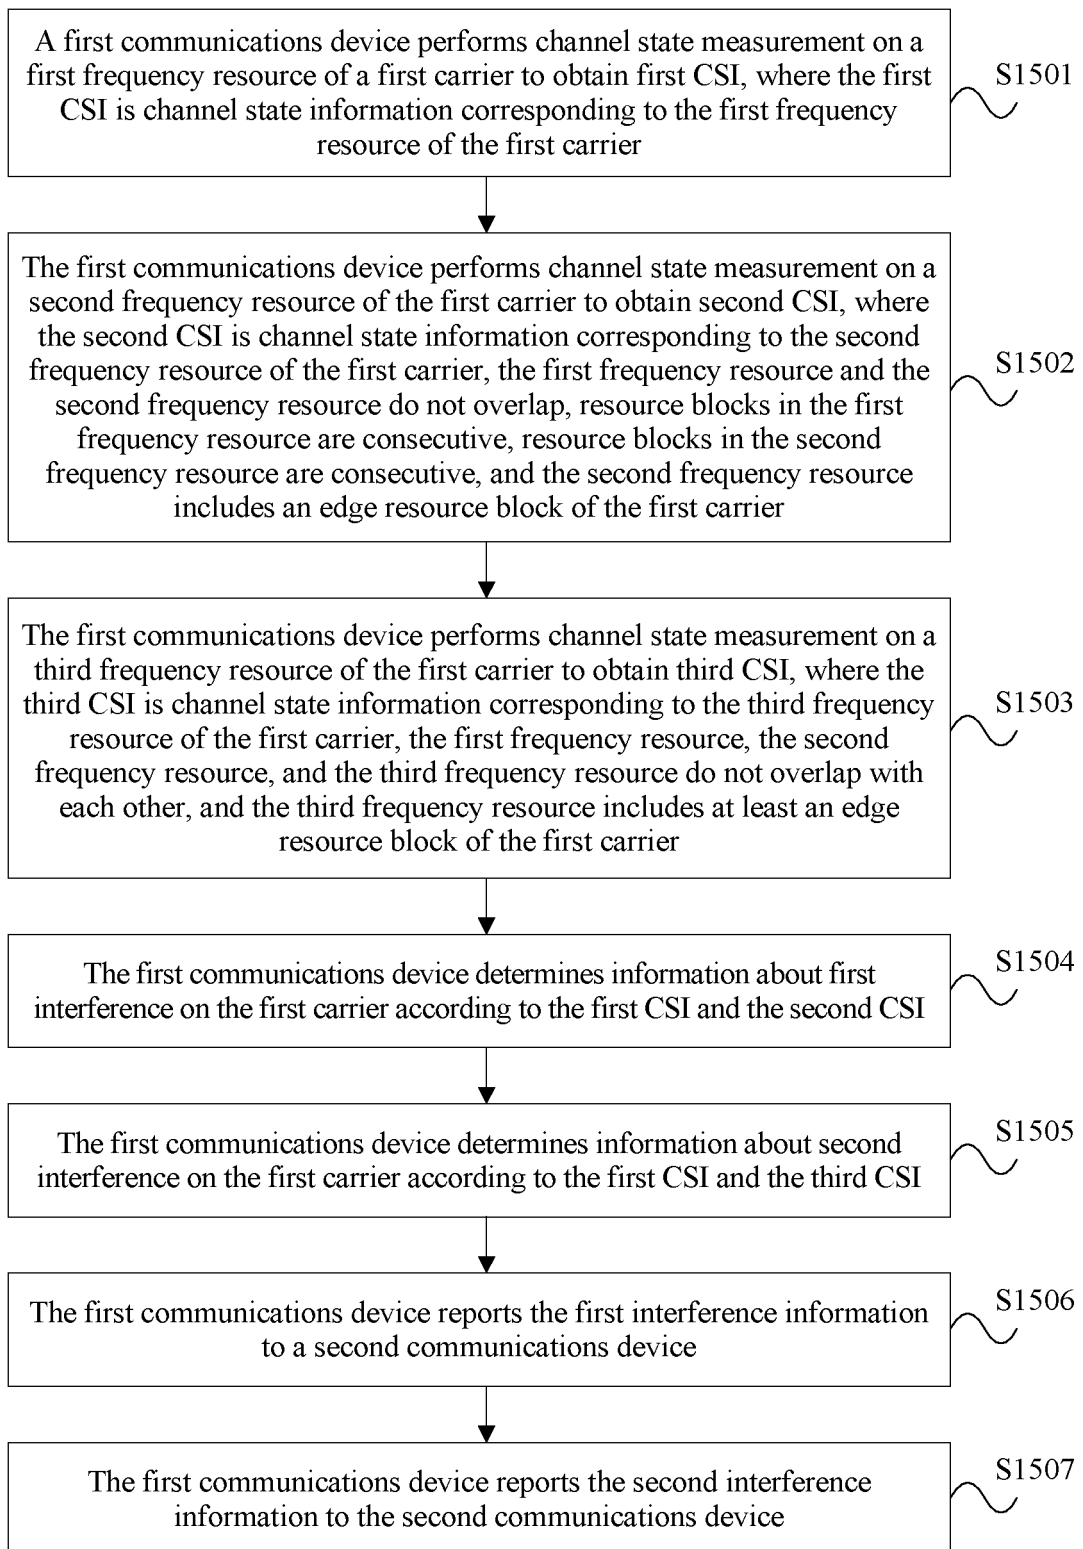 A first communications device performs channel state measurement on a
first frequency resource of a first carrier to obtain first CSI, where the first
CSI is channel state information corresponding to the first frequency
resource of the first carrier
S1501
The first communications device performs channel state measurement on a
second frequency resource of the first carrier to obtain second CSI, where
the second CSI is channel state information corresponding to the second
frequency resource of the first carrier, the first frequency resource and the
second frequency resource do not overlap, resource blocks in the first
frequency resource are consecutive, resource blocks in the second
frequency resource are consecutive, and the second frequency resource
includes an edge resource block of the first carrier
S1502
The first communications device performs channel state measurement on a
third frequency resource of the first carrier to obtain third CSI, where the
third CSI is channel state information corresponding to the third frequency
resource of the first carrier, the first frequency resource, the second
frequency resource, and the third frequency resource do not overlap with
each other, and the third frequency resource includes at least an edge
resource block of the first carrier
S1503
The first communications device determines information about first
interference on the first carrier according to the first CSI and the second CSI
S1504
The first communications device determines information about second
interference on the first carrier according to the first CSI and the third CSI
S1505
The first communications device reports the first interference information
to a second communications device
S1506
The first communications device reports the second interference
information to the second communications device
S1507